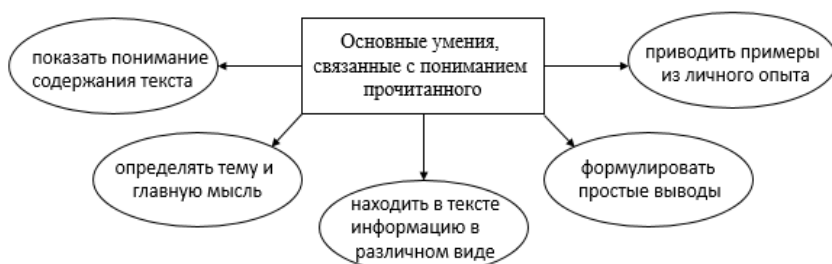 Основные умения,
связанные с пониманием
прочитанного
показать понимание
содержания текста
приводить примеры
из личного опыта
определять тему и
главную мысль
формулировать
простые выводы
находить в тексте
информацию в
различном виде